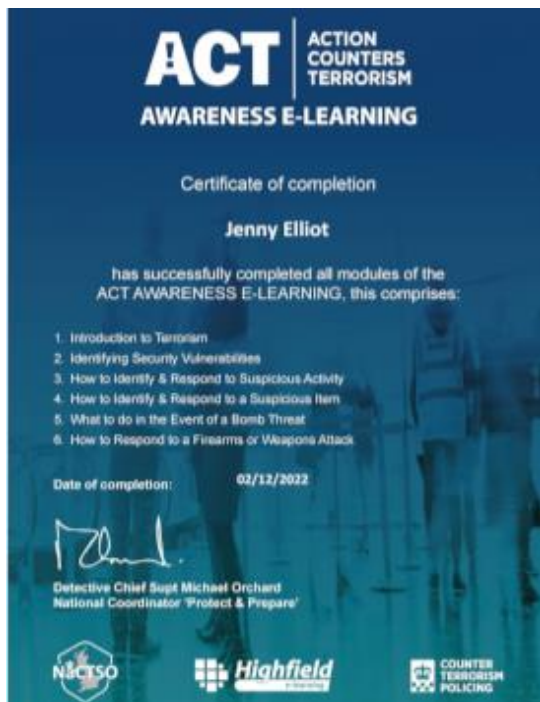 ACT
ACTION
COUNTERS
TERRORISM
AWARENESS E-LEARNING
Certificate of completion
Jenny Elliot
has successfully completed all modules of the
ACT AWARENESS E-LEARNING, this comprises:
1. Introduction to Terrorism
2. Identifying Security Vulnerabilities
3. How to Identify & Respond to Suspicious Activity
4. How to Identify & Respond to a Suspicious Item
5. What to do in the Event of a Bomb Threat
6. How to Respond to a Firearms or Weapons Attack
Date of completion: 02/12/2022
Detective Chief Supt Michael Orchard
National Coordinator 'Protect & Prepare'
NaCTSO
Highfield
e-learning
COUNTER
TERRORISM
POLICING